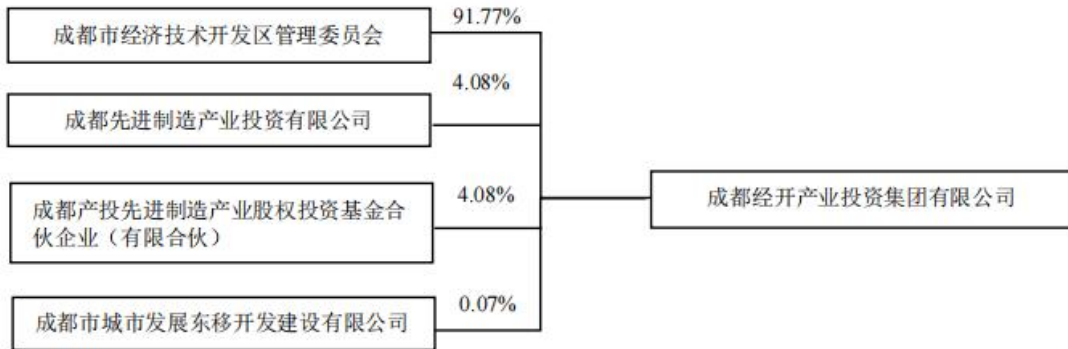 91.77%
成都市经济技术开发区管理委员会
4.08%
成都先进制造产业投资有限公司
4.08%
成都产投先进制造产业股权投资基金合
伙企业（有限合伙）
成都经开产业投资集团有限公司
0.07%
成都市城市发展东移开发建设有限公司